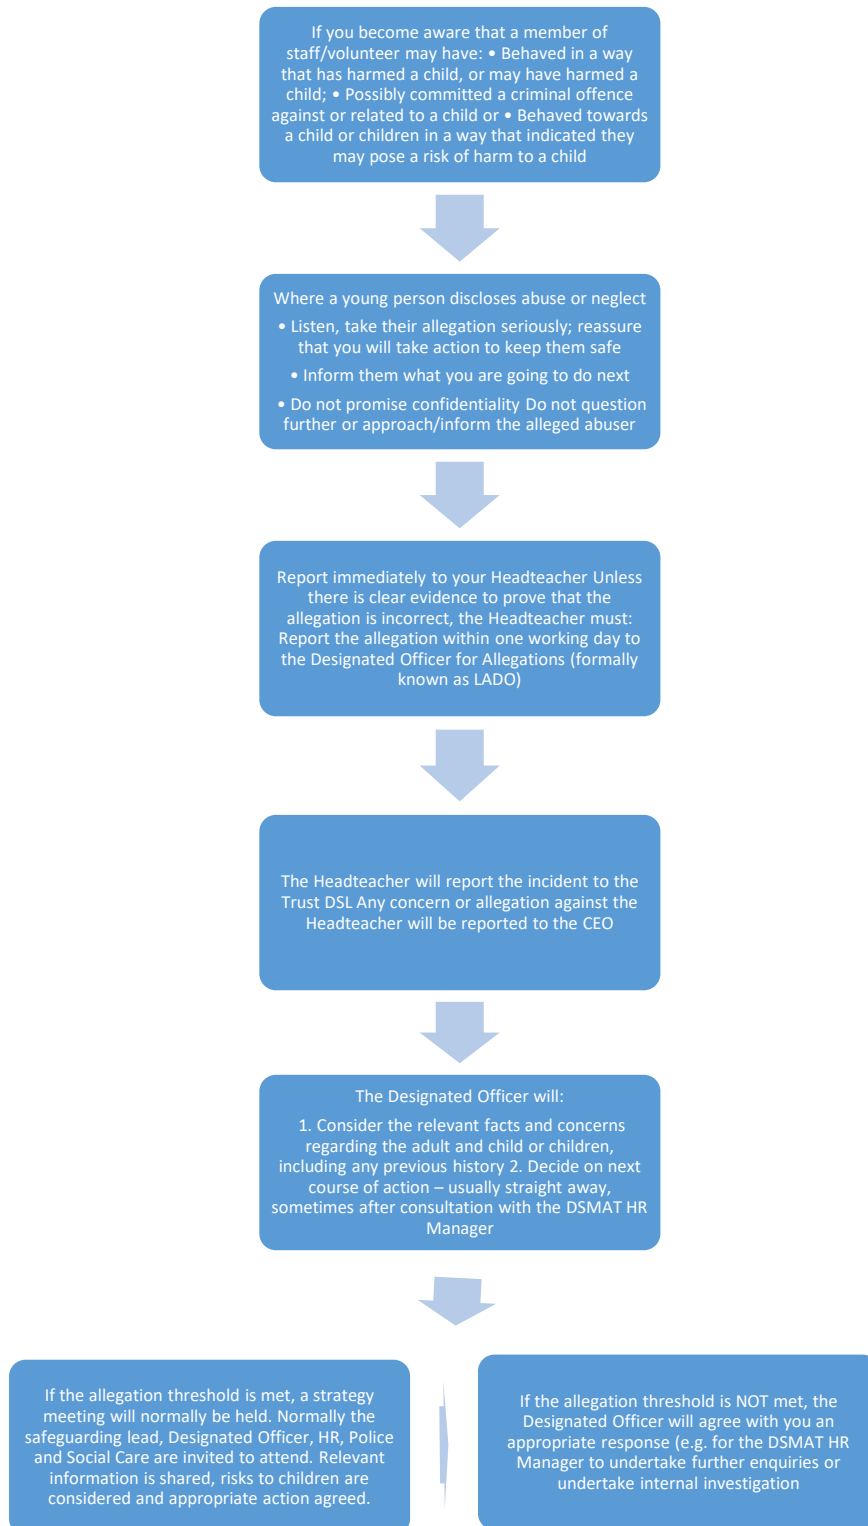 If you become aware that a member of
staff/volunteer may have: • Behaved in a way
that has harmed a child, or may have harmed a
child; • Possibly committed a criminal offence
against or related to a child or • Behaved towards
a child or children in a way that indicated they
may pose a risk of harm to a child
Where a young person discloses abuse or neglect
• Listen, take their allegation seriously; reassure
that you will take action to keep them safe
• Inform them what you are going to do next
• Do not promise confidentiality Do not question
further or approach/inform the alleged abuser
Report immediately to your Headteacher Unless
there is clear evidence to prove that the
allegation is incorrect, the Headteacher must:
Report the allegation within one working day to
the Designated Officer for Allegations (formally
known as LADO)
The Headteacher will report the incident to the
Trust DSL Any concern or allegation against the
Headteacher will be reported to the CEO
The Designated Officer will:
1. Consider the relevant facts and concerns
regarding the adult and child or children,
including any previous history 2. Decide on next
course of action – usually straight away,
sometimes after consultation with the DSMAT HR
Manager
If the allegation threshold is met, a strategy
meeting will normally be held. Normally the
safeguarding lead, Designated Officer, HR, Police
and Social Care are invited to attend. Relevant
information is shared, risks to children are
considered and appropriate action agreed.
If the allegation threshold is NOT met, the
Designated Officer will agree with you an
appropriate response (e.g. for the DSMAT HR
Manager to undertake further enquiries or
undertake internal investigation